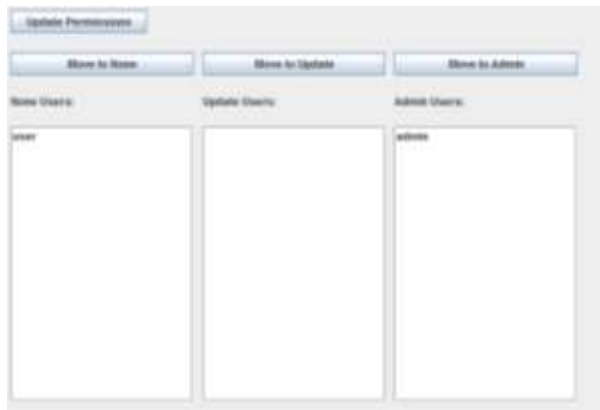 Update Permissions
Move to None
Move to Update
Move to Admin
None Users:
Update Users:
Admin Users:
user
admin